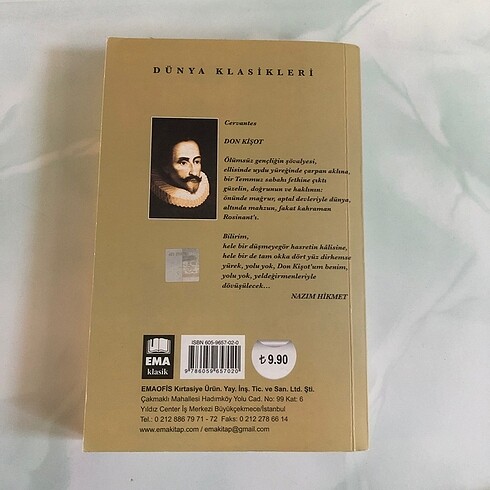 DÜNYA KLASİKLERİ
Cervantes
DON KİŞOT
Ölümsüz gençliğin şövalyesi,
ellisinde uydu yüreğinde çarpan aklına,
bir Temmuz sabahı fethine çıktı
güzelin, doğrunun ve haklının:
önünde mağrur, aptal devleriyle dünya,
altında mahzun, fakat kahraman
Rosinant'ı.
Bilirim,
hele bir düşmeyegör hasretin hâlisine,
hele bir de tam okka dört yüz dirhemse
yürek, yolu yok, Don Kişot'um benim,
yolu yok, yeldeğirmenleriyle
dövüşülecek...
NAZIM HİKMET
EMA
klasik
ISBN 605-9657-02-0
9786059657020
₺ 9.90
EMAOFİS Kırtasiye Ürün. Yay. İnş. Tic. ve San. Ltd. Şti.
Çakmaklı Mahallesi Hadımköy Yolu Cad. No: 99 Kat: 6
Yıldız Center İş Merkezi Büyükçekmece/İstanbul
Tel.: 0 212 886 79 71 - 72 Faks: 0 212 278 66 14
www.emakitap.com / emakitap@gmail.com